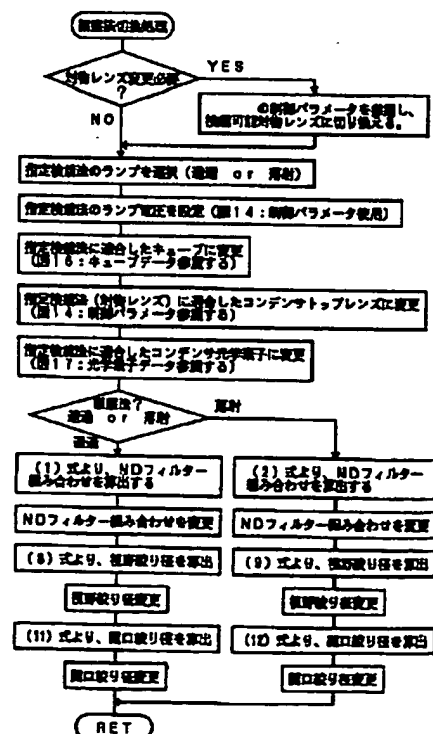 検鏡法切換処理
対物レンズ変更必要
?
YES
NO
の制御パラメータを参照し、
検鏡可能対物レンズに切り換える。
指定検鏡法のランプを選択(透過 or 落射)
指定検鏡法のランプ電圧を設定(図14:制御パラメータ使用)
指定検鏡法に適合したキューブに変更
(図16:キューブデータ参照する)
指定検鏡法(対物レンズ)に適合したコンデンサトップレンズに変更
(図14:制御パラメータ参照する)
指定検鏡法に適合したコンデンサ光学素子に変更
(図17:光学素子データ参照する)
検鏡法?
透過 or 落射
落射
透過
(1)式より、NDフィルター
組み合わせを算出する
NDフィルター組み合わせを変更
(8)式より、視野絞り径を算出
視野絞り径変更
(11)式より、開口絞り径を算出
開口絞り径変更
(2)式より、NDフィルター
組み合わせを算出する
NDフィルター組み合わせを変更
(9)式より、視野絞り径を算出
視野絞り径変更
(12)式より、開口絞り径を算出
開口絞り径変更
RET